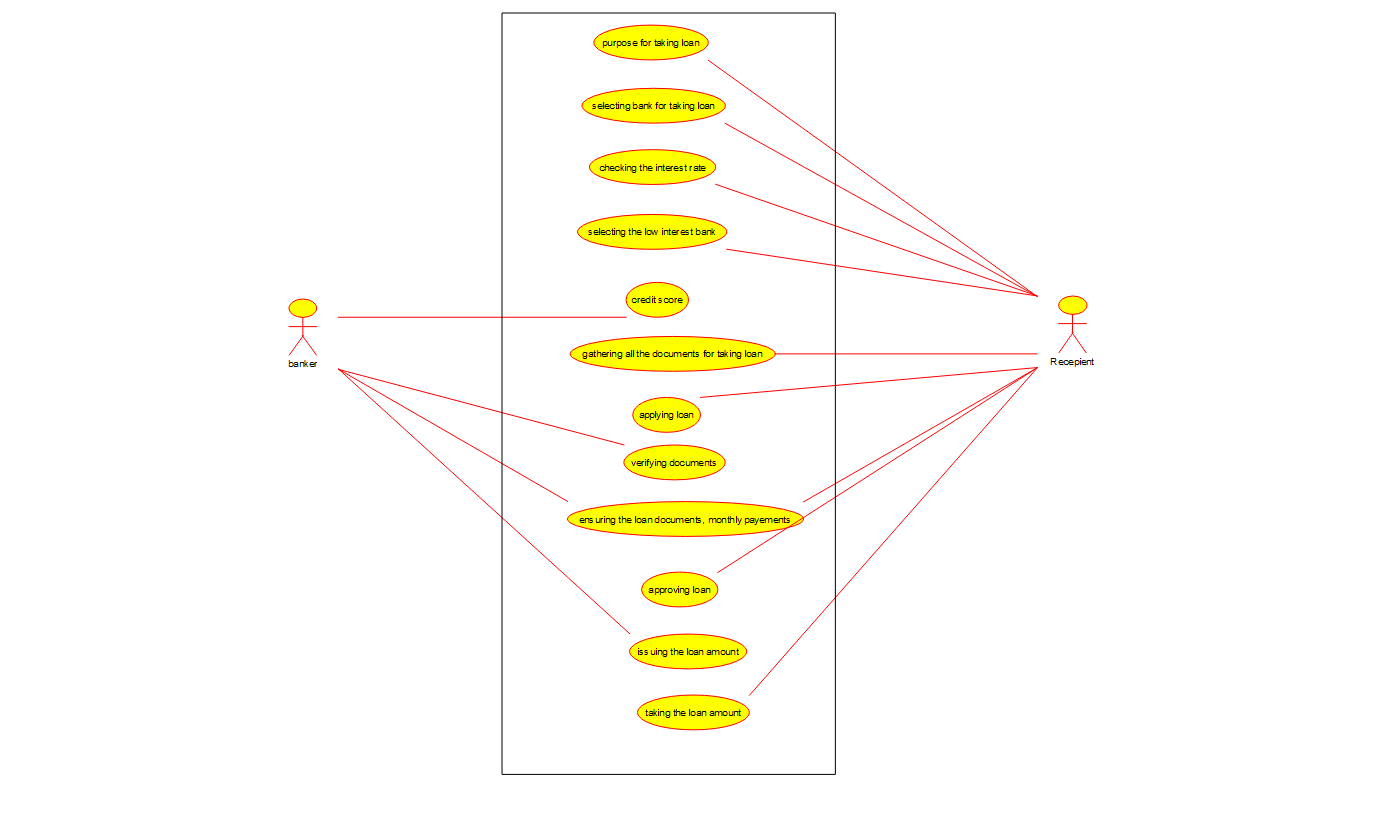 purpose for taking loan
selecting bank for taking loan
checking the interest rate
selecting the low interest bank
credit score
banker
gathering all the documents for taking loan
Recepient
applying loan
verifying documents
ensuring the loan documents, monthly payements
approving loan
issuing the loan amount
taking the loan amount